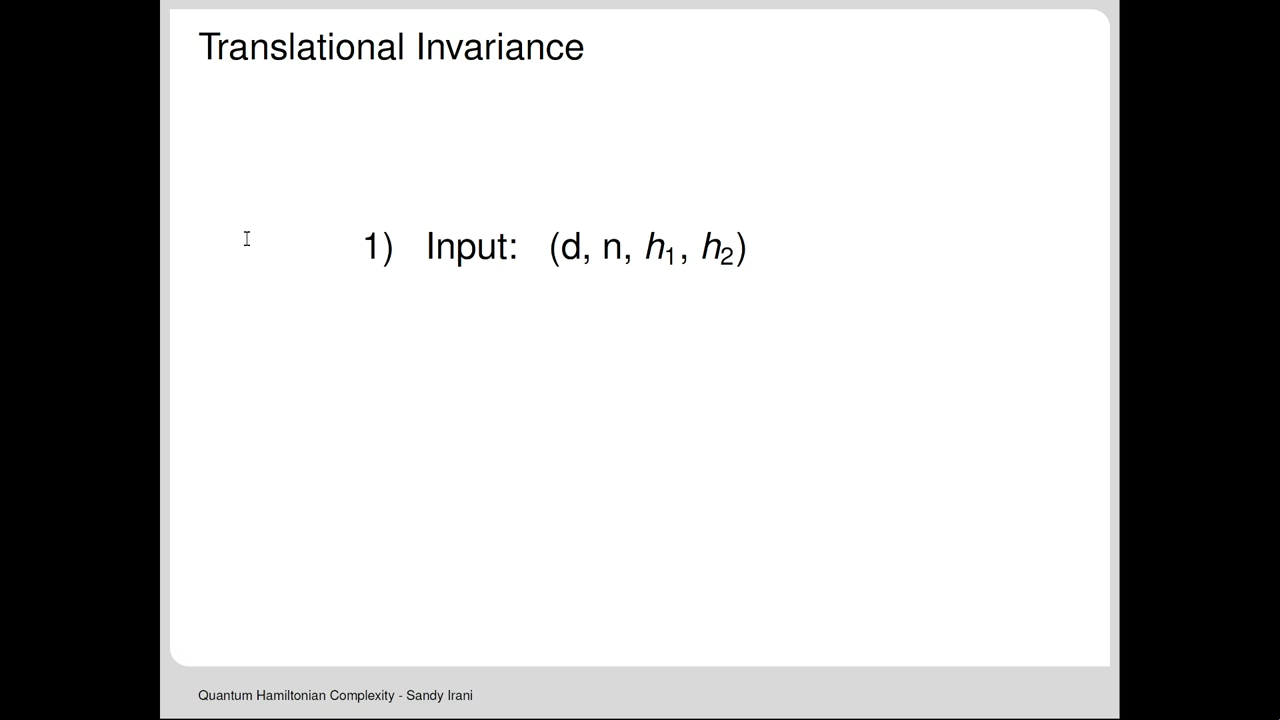 Translational Invariance
1) Input: (d, n, h₁, h₂)
Quantum Hamiltonian Complexity - Sandy Irani